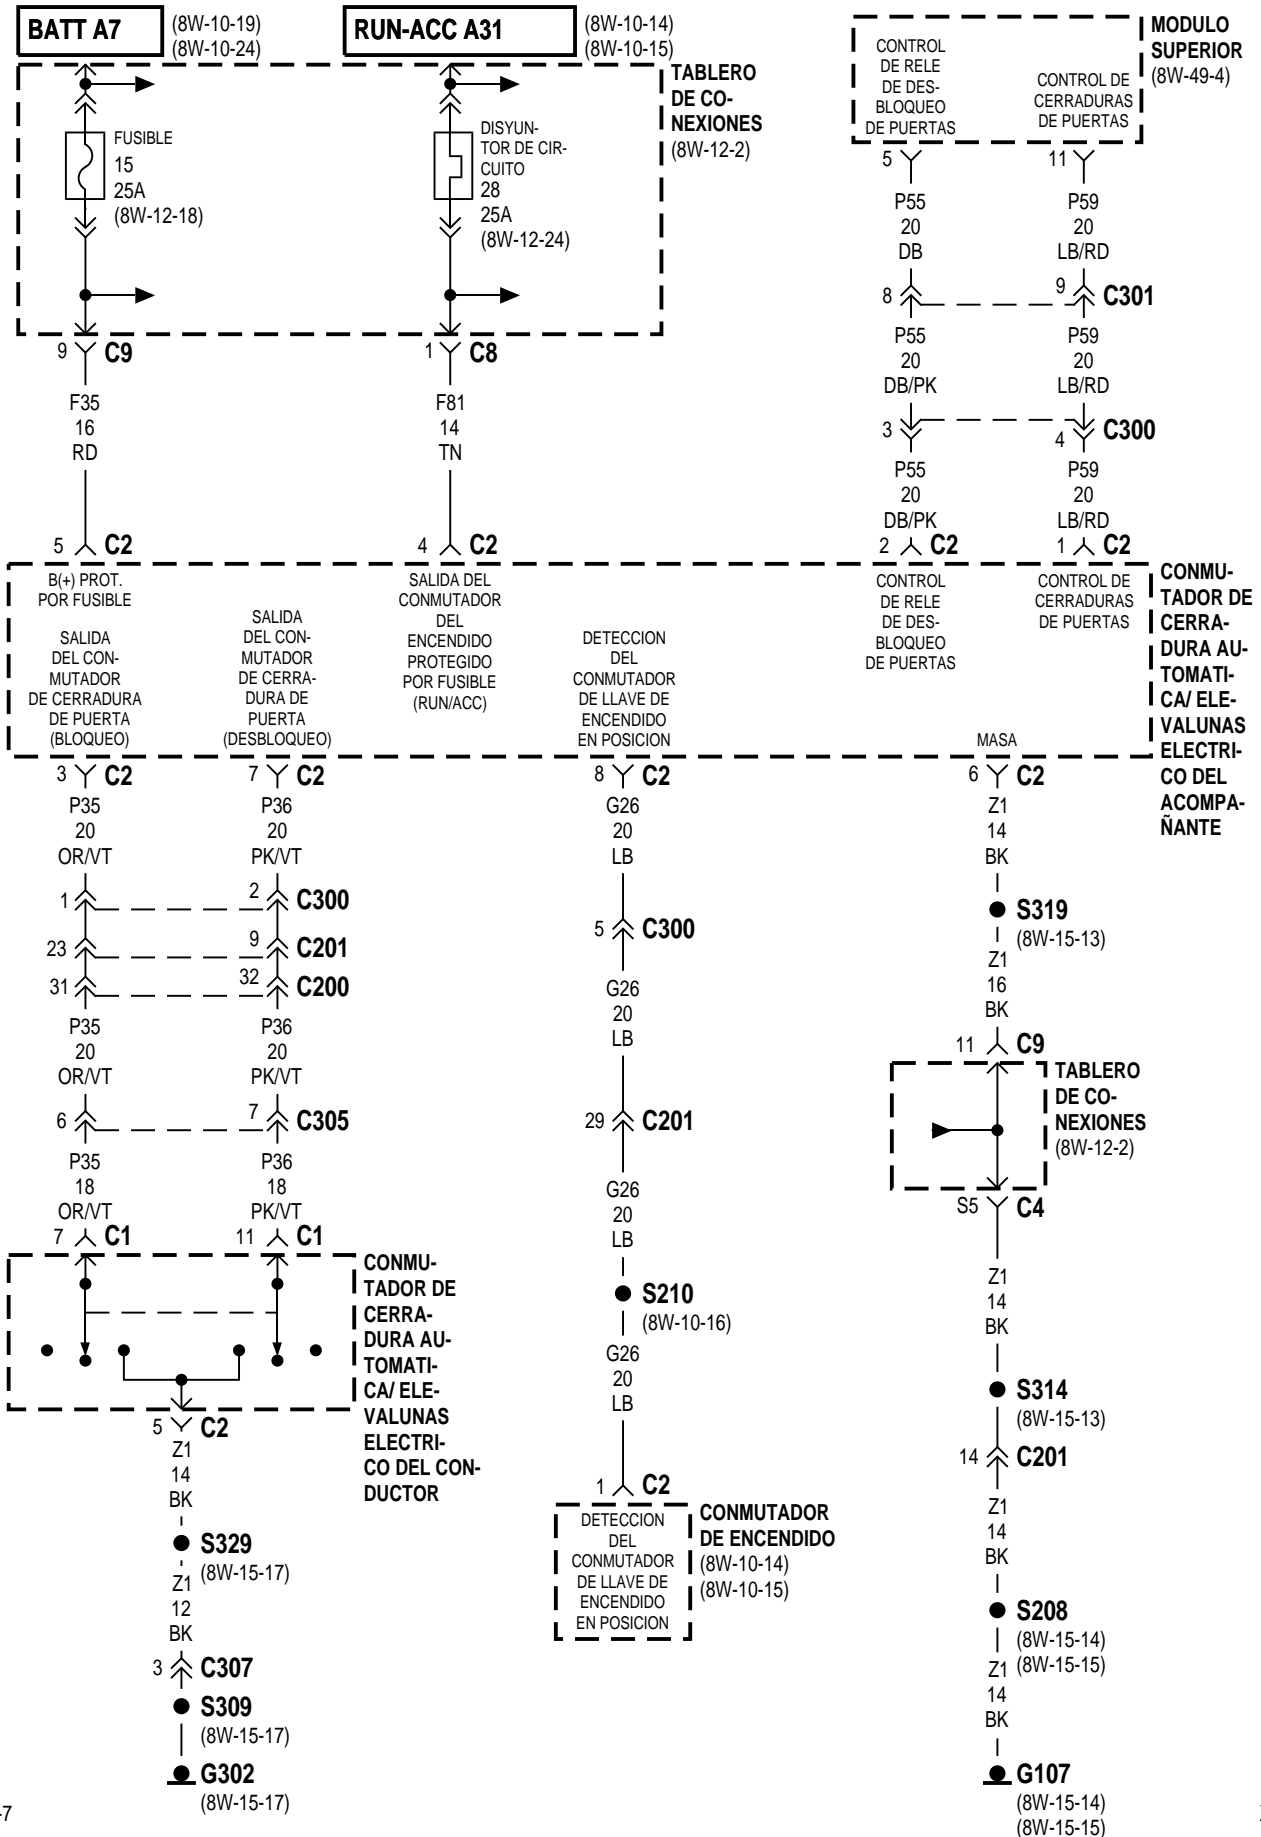 BATT A7
(8W-10-19)
(8W-10-24)
RUN-ACC A31
(8W-10-14)
(8W-10-15)
TABLERO
DE CO-
NEXIONES
(8W-12-2)
FUSIBLE
15
25A
(8W-12-18)
DISYUN-
TOR DE CIR-
CUITO
28
25A
(8W-12-24)
CONTROL
DE RELE
DE DES-
BLOQUEO
DE PUERTAS
CONTROL DE
CERRADURAS
DE PUERTAS
MODULO
SUPERIOR
(8W-49-4)
5
11
P55
20
DB
P59
20
LB/RD
8
9
C301
P55
20
DB/PK
P59
20
LB/RD
3
4
C300
P55
20
DB/PK
P59
20
LB/RD
9
C9
1
C8
F35
16
RD
F81
14
TN
5
C2
4
C2
2
C2
1
C2
B(+) PROT.
POR FUSIBLE
SALIDA
DEL CON-
MUTADOR
DE CERRADURA
DE PUERTA
(BLOQUEO)
SALIDA
DEL CON-
MUTADOR
DE CERRA-
DURA DE
PUERTA
(DESBLOQUEO)
SALIDA DEL
CONMUTADOR
DEL
ENCENDIDO
PROTEGIDO
POR FUSIBLE
(RUN/ACC)
DETECCION
DEL
CONMUTADOR
DE LLAVE DE
ENCENDIDO
EN POSICION
CONTROL
DE RELE
DE DES-
BLOQUEO
DE PUERTAS
CONTROL DE
CERRADURAS
DE PUERTAS
MASA
CONMU-
TADOR DE
CERRA-
DURA AU-
TOMATI-
CA/ ELE-
VALUNAS
ELECTRI-
CO DEL
ACOMPA-
ÑANTE
3
C2
7
C2
8
C2
6
C2
P35
20
OR/VT
P36
20
PK/VT
1
2
C300
23
9
C201
31
32
C200
P35
20
OR/VT
P36
20
PK/VT
6
7
C305
P35
18
OR/VT
P36
18
PK/VT
7
C1
11
C1
CONMU-
TADOR DE
CERRA-
DURA AU-
TOMATI-
CA/ ELE-
VALUNAS
ELECTRI-
CO DEL CON-
DUCTOR
5
C2
Z1
14
BK
S329
(8W-15-17)
Z1
12
BK
3
C307
S309
(8W-15-17)
G302
(8W-15-17)
G26
20
LB
5
C300
G26
20
LB
29
C201
G26
20
LB
S210
(8W-10-16)
G26
20
LB
1
C2
DETECCION
DEL
CONMUTADOR
DE LLAVE DE
ENCENDIDO
EN POSICION
CONMUTADOR
DE ENCENDIDO
(8W-10-14)
(8W-10-15)
Z1
14
BK
S319
(8W-15-13)
Z1
16
BK
11
C9
TABLERO
DE CO-
NEXIONES
(8W-12-2)
S5
C4
Z1
14
BK
S314
(8W-15-13)
14
C201
Z1
14
BK
S208
(8W-15-14)
(8W-15-15)
Z1
14
BK
G107
(8W-15-14)
(8W-15-15)
-7